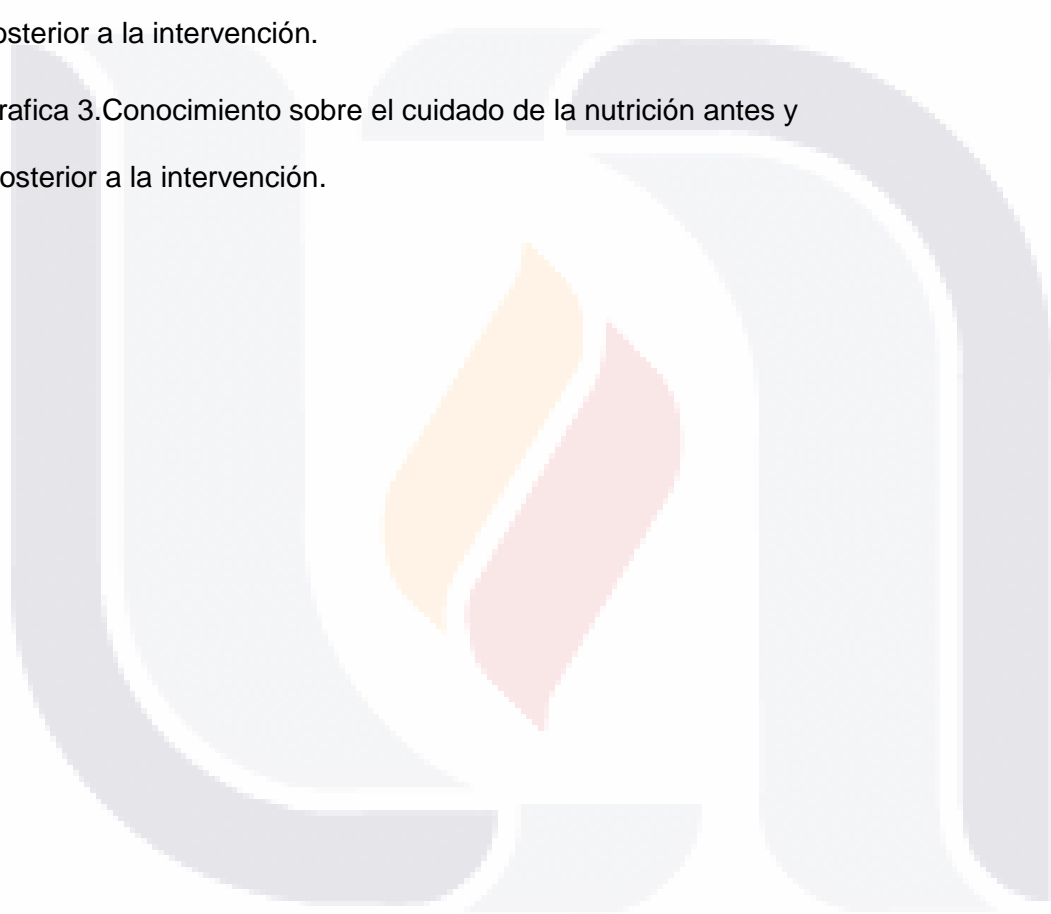 osterior a la intervención.
rafica 3.Conocimiento sobre el cuidado de la nutrición antes y
osterior a la intervención.